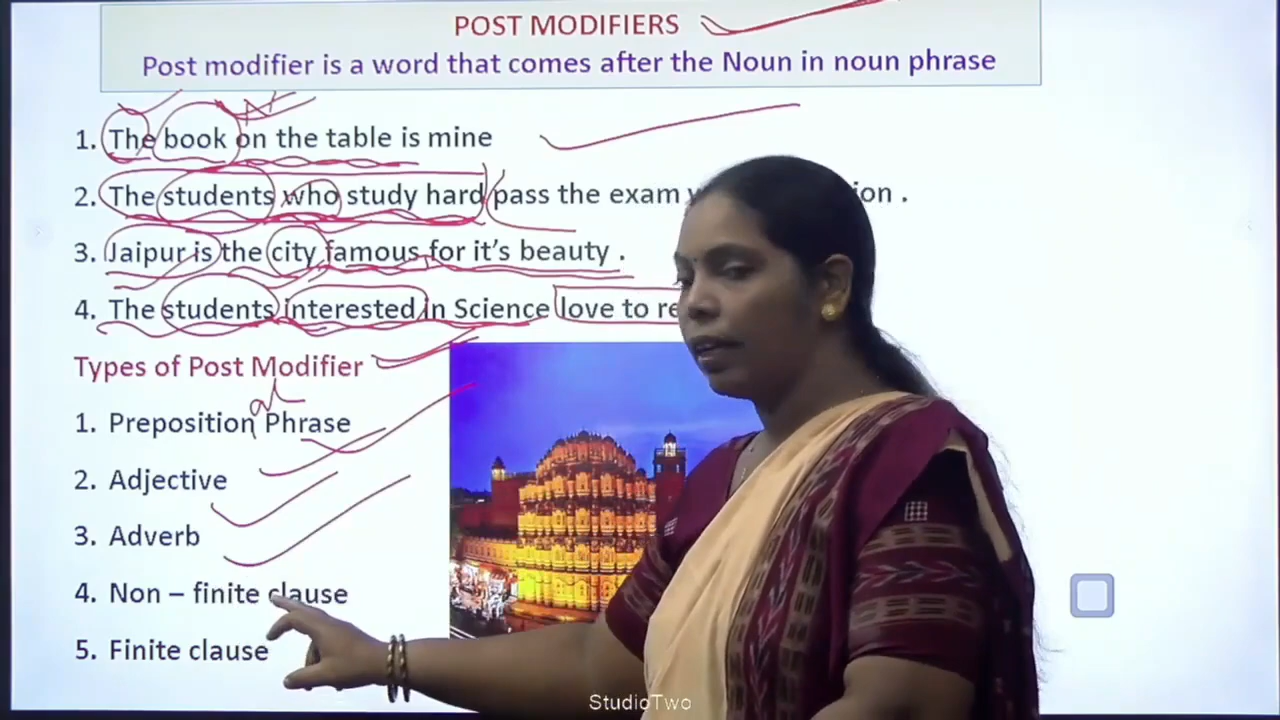 POST MODIFIERS
Post modifier is a word that comes after the Noun in noun phrase
1. The book on the table is mine
2. The students who study hard pass the exam
3. Jaipur is the city famous for it's beauty .
4. The students interested in Science love to
Types of Post Modifier
al
1. Preposition Phrase
2. Adjective
3. Adverb
4. Non – finite clause
5. Finite clause
StudioTwo